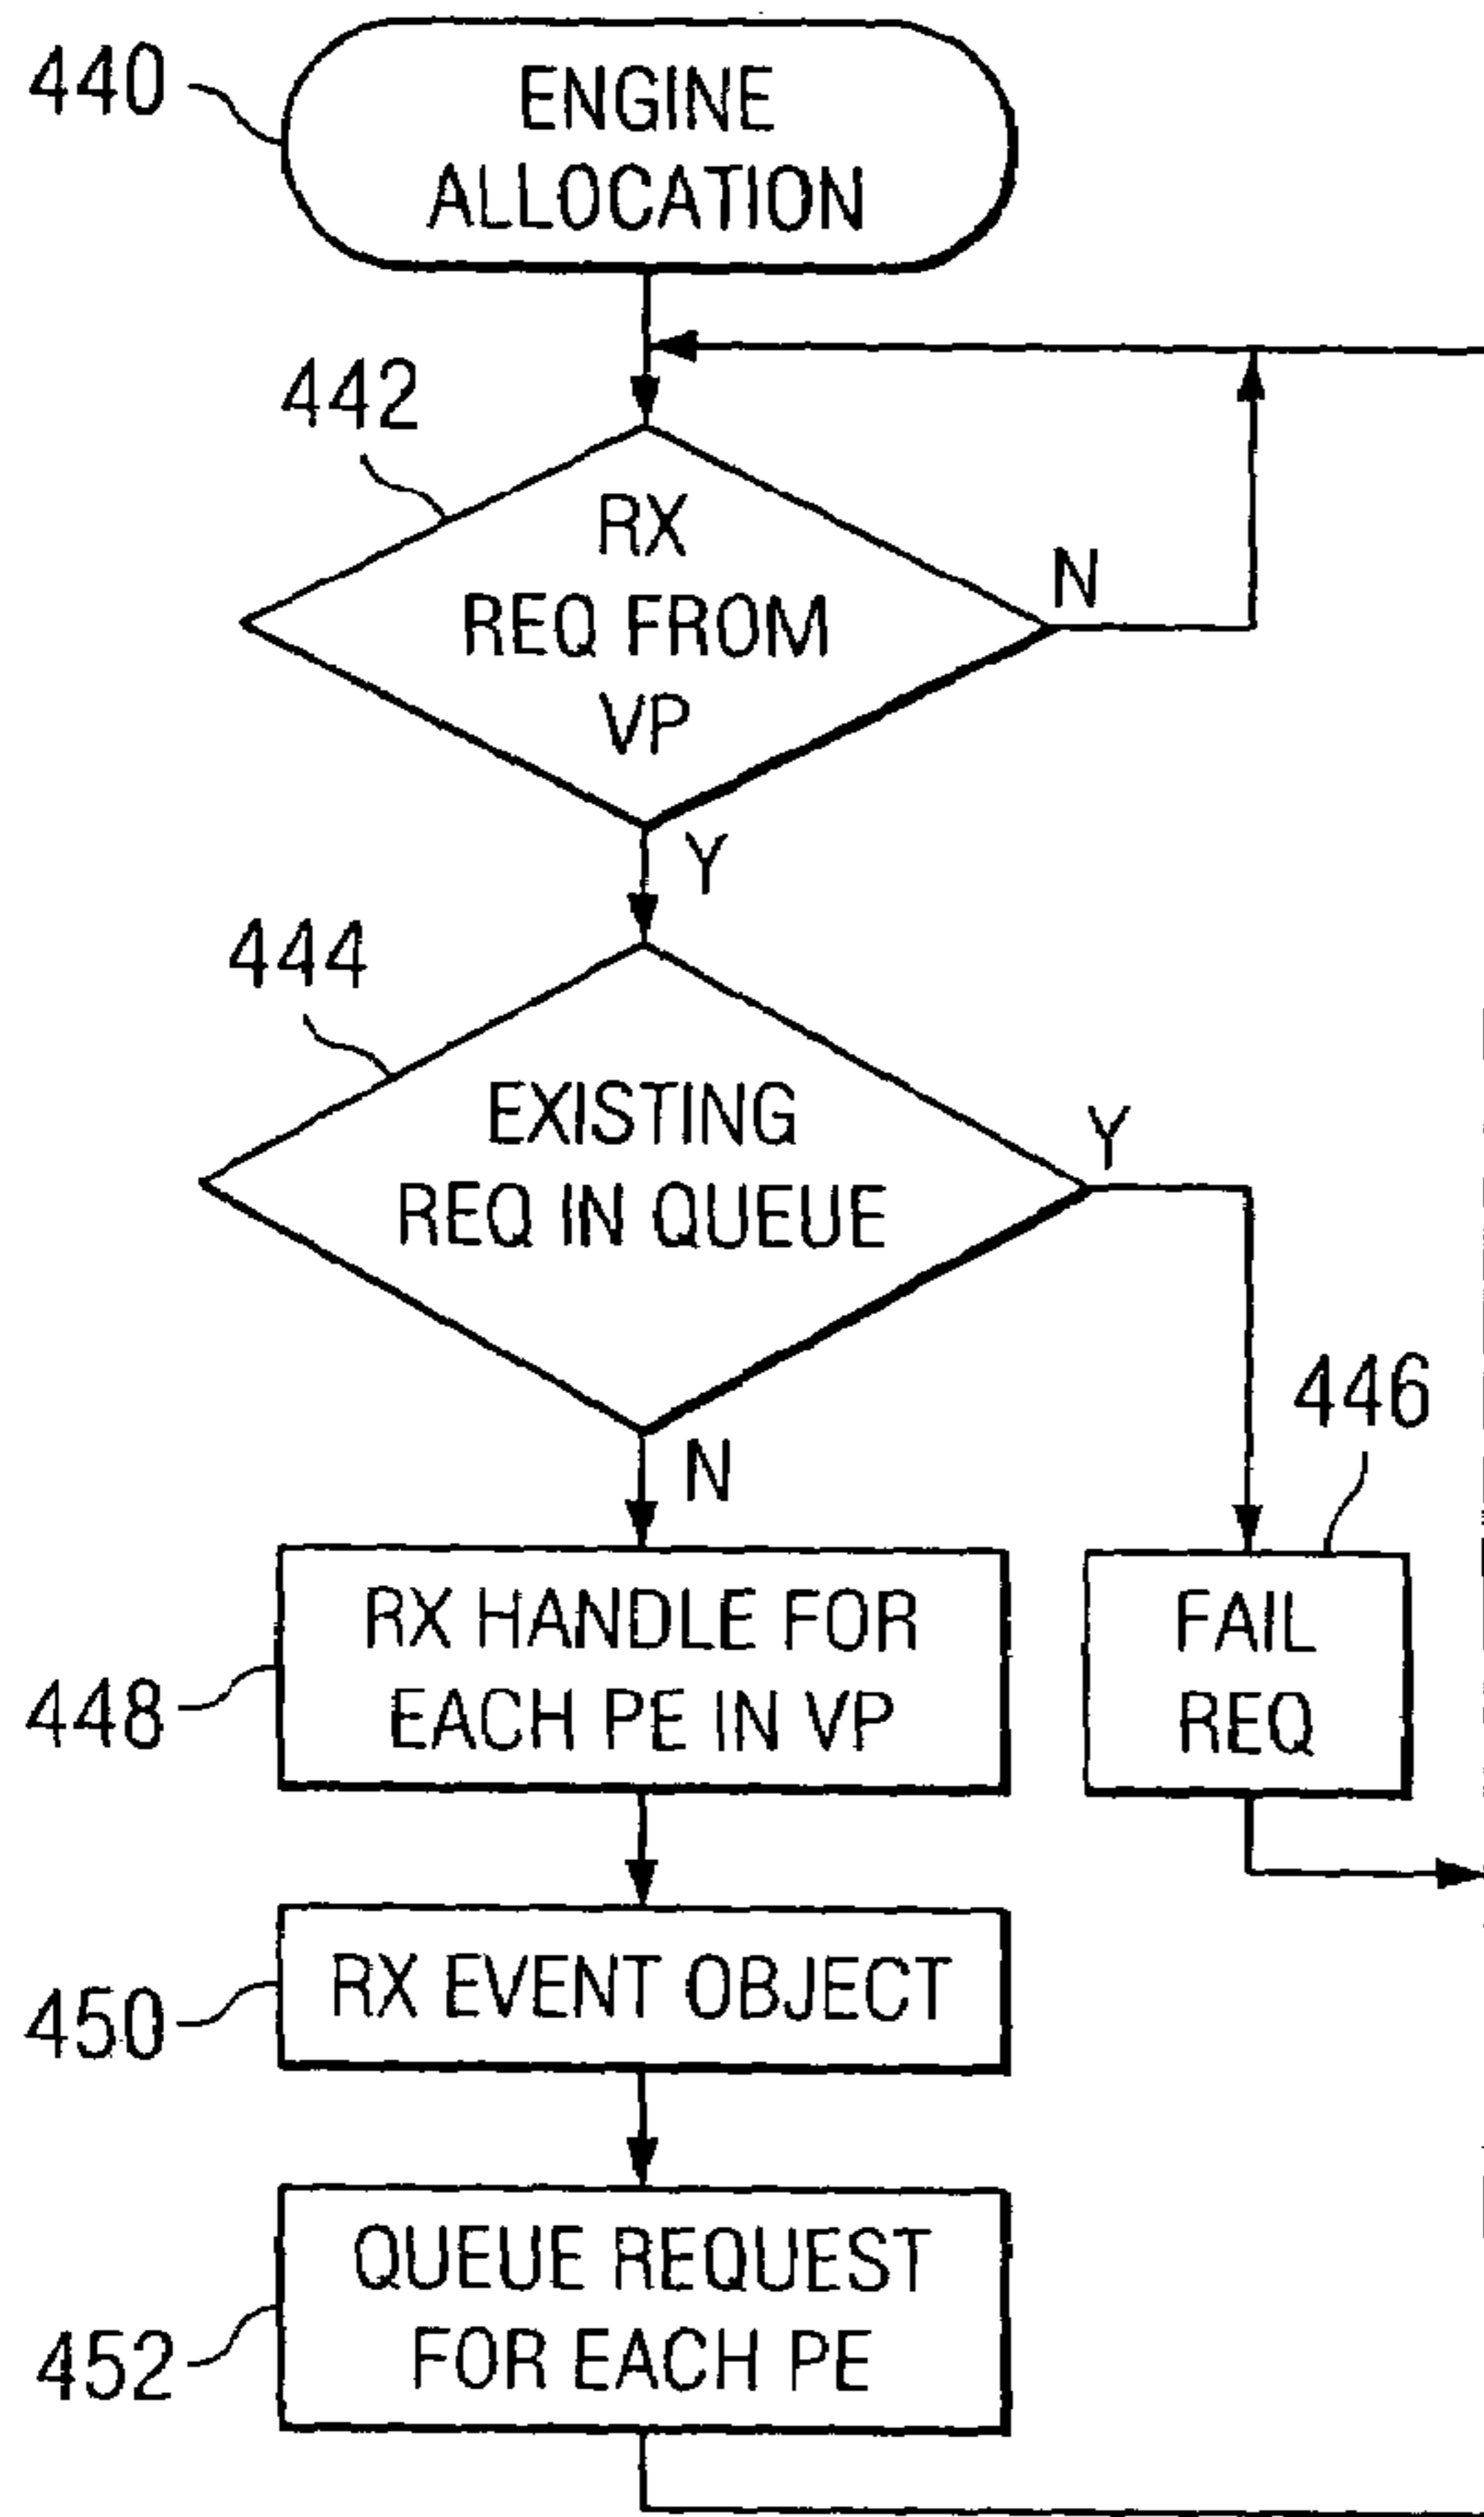 440
ENGINE
ALLOCATION
442
RX
REQ FROM
VP
N
Y
444
EXISTING
REQ IN QUEUE
Y
N
446
448
RX HANDLE FOR
EACH PE IN VP
FAIL
REQ
450
RX EVENT OBJECT
452
QUEUE REQUEST
FOR EACH PE